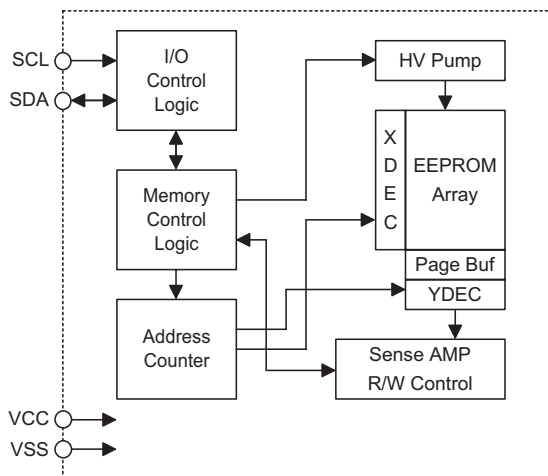 SCL
SDA
I/O
Control
Logic
HV Pump
X
D
E
C
EEPROM
Array
Memory
Control
Logic
Page Buf
YDEC
Address
Counter
Sense AMP
R/W Control
VCC
VSS